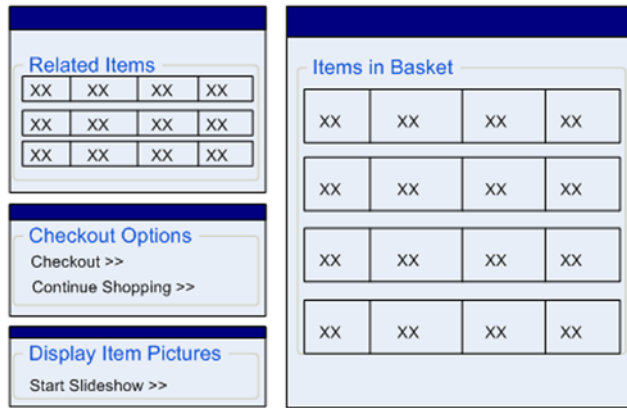 Related Items
XX XX XX XX
XX XX XX XX
XX XX XX XX
Checkout Options
Checkout >>
Continue Shopping >>
Display Item Pictures
Start Slideshow >>
Items in Basket
XX XX XX XX
XX XX XX XX
XX XX XX XX
XX XX XX XX